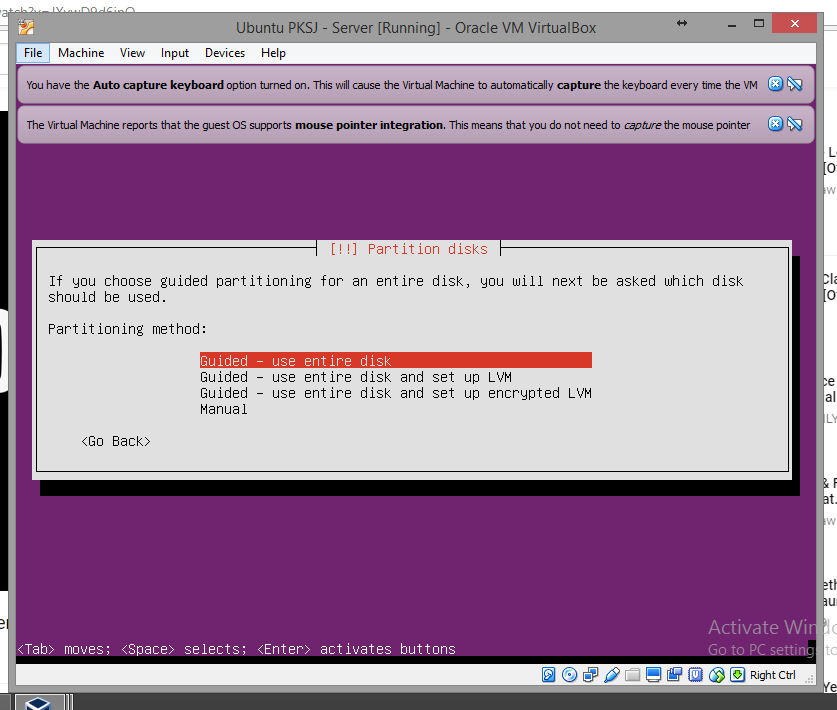 Ubuntu PKSJ - Server [Running] - Oracle VM VirtualBox
File Machine View Input Devices Help
You have the Auto capture keyboard option turned on. This will cause the Virtual Machine to automatically capture the keyboard every time the VM
The Virtual Machine reports that the guest OS supports mouse pointer integration. This means that you do not need to capture the mouse pointer
[!!] Partition disks
If you choose guided partitioning for an entire disk, you will next be asked which disk
should be used.
Partitioning method:
Guided - use entire disk
Guided - use entire disk and set up LVM
Guided - use entire disk and set up encrypted LVM
Manual
<Go Back>
<Tab> moves; <Space> selects; <Enter> activates buttons
Activate Windo
Go to PC settings to
Right Ctrl